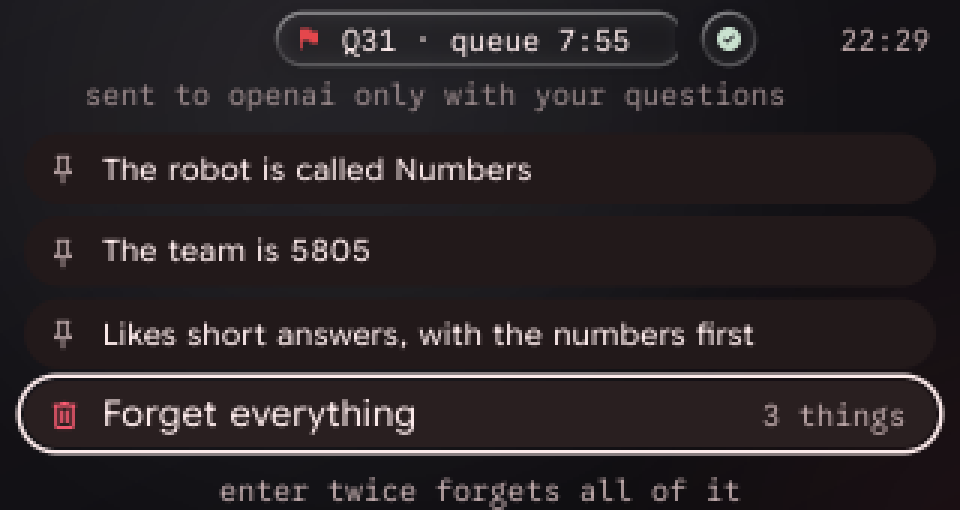 Q31 · queue 7:55
22:29
sent to openai only with your questions
The robot is called Numbers
The team is 5805
Likes short answers, with the numbers first
Forget everything 3 things
enter twice forgets all of it